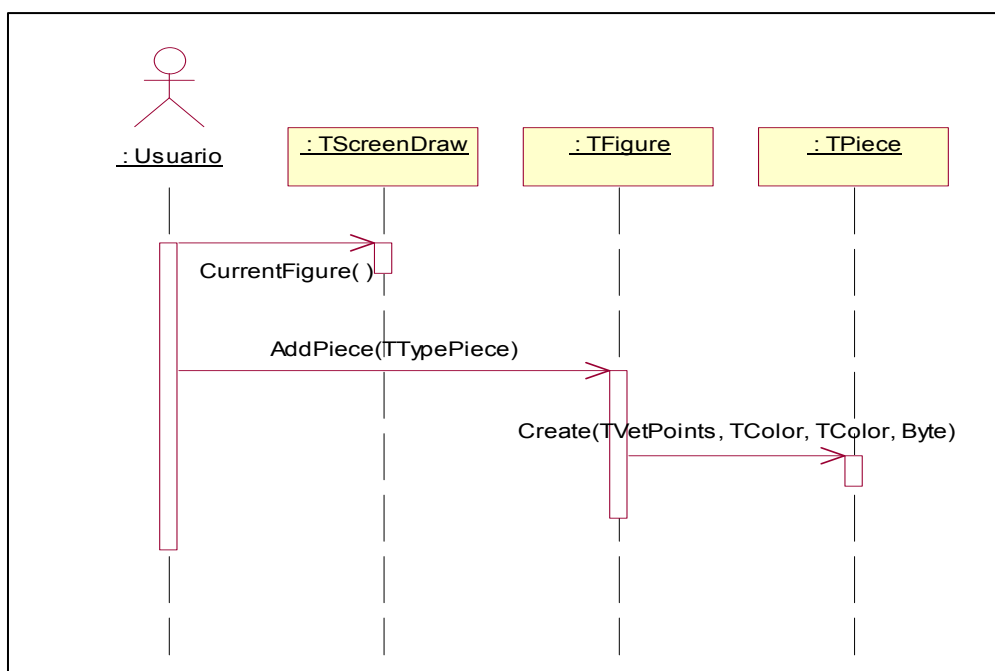 : Usuario
: TScreenDraw
: TFigure
: TPiece
CurrentFigure( )
AddPiece(TTypePiece)
Create(TVetPoints, TColor, TColor, Byte)